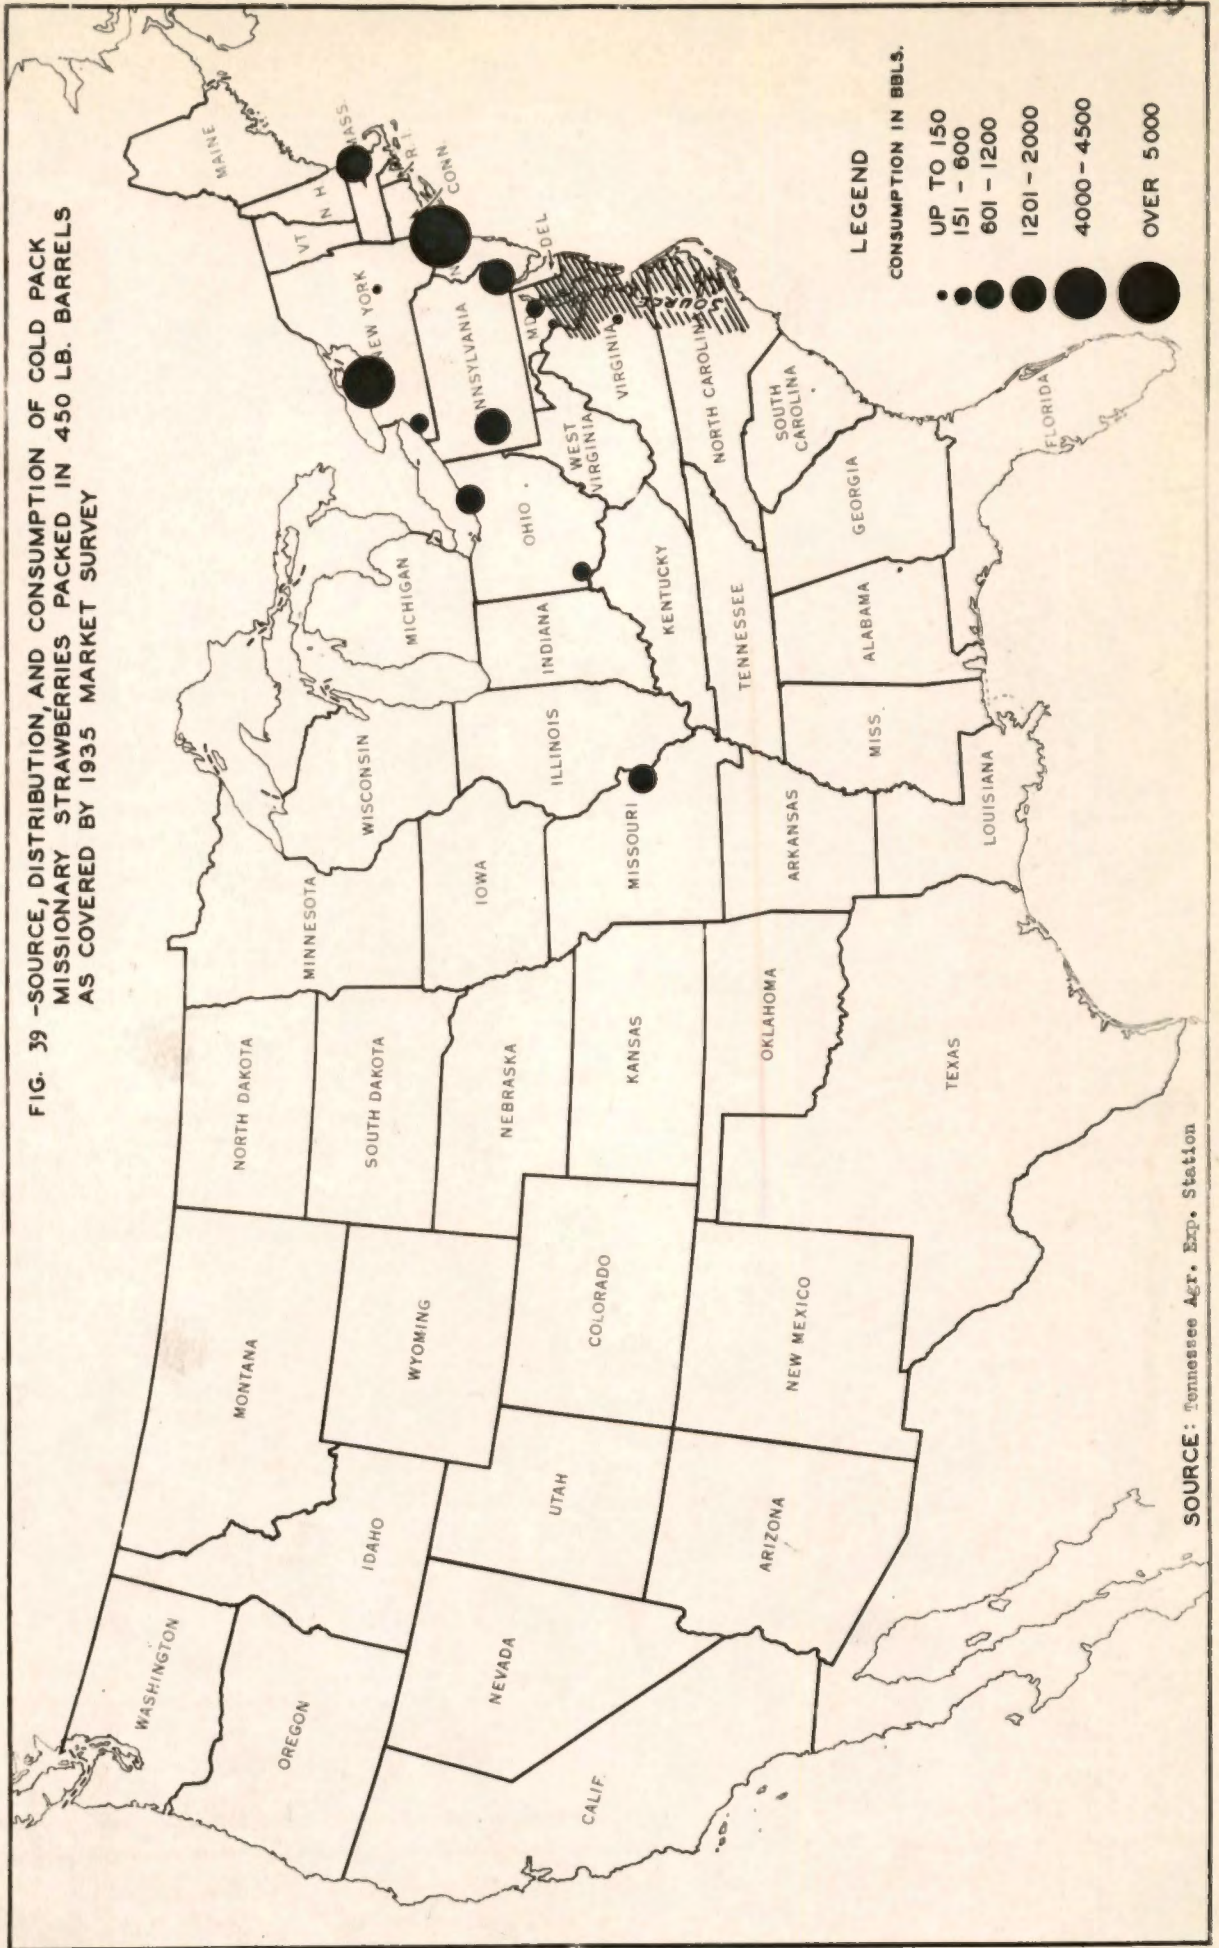 FIG. 39 -SOURCE, DISTRIBUTION, AND CONSUMPTION OF COLD PACK
MISSIONARY STRAWBERRIES PACKED IN 450 LB. BARRELS
AS COVERED BY 1935 MARKET SURVEY
WASHINGTON
OREGON
CALIF.
NEVADA
IDAHO
MONTANA
WYOMING
UTAH
ARIZONA
COLORADO
NEW MEXICO
NORTH DAKOTA
SOUTH DAKOTA
NEBRASKA
KANSAS
OKLAHOMA
TEXAS
MINNESOTA
IOWA
MISSOURI
ARKANSAS
LOUISIANA
WISCONSIN
ILLINOIS
MISS.
MICHIGAN
INDIANA
KENTUCKY
TENNESSEE
ALABAMA
OHIO
WEST
VIRGINIA
VIRGINIA
NORTH CAROLINA
SOUTH
CAROLINA
GEORGIA
FLORIDA
NNSYLVANIA
NEW YORK
MD
DEL
N
VT
N H
MAINE
MASS.
R.I.
CONN.
SOURCE
LEGEND
CONSUMPTION IN BBLS.
UP TO 150
151 - 600
601 - 1200
1201 - 2000
4000 - 4500
OVER 5000
SOURCE: Tennessee Agr. Exp. Station